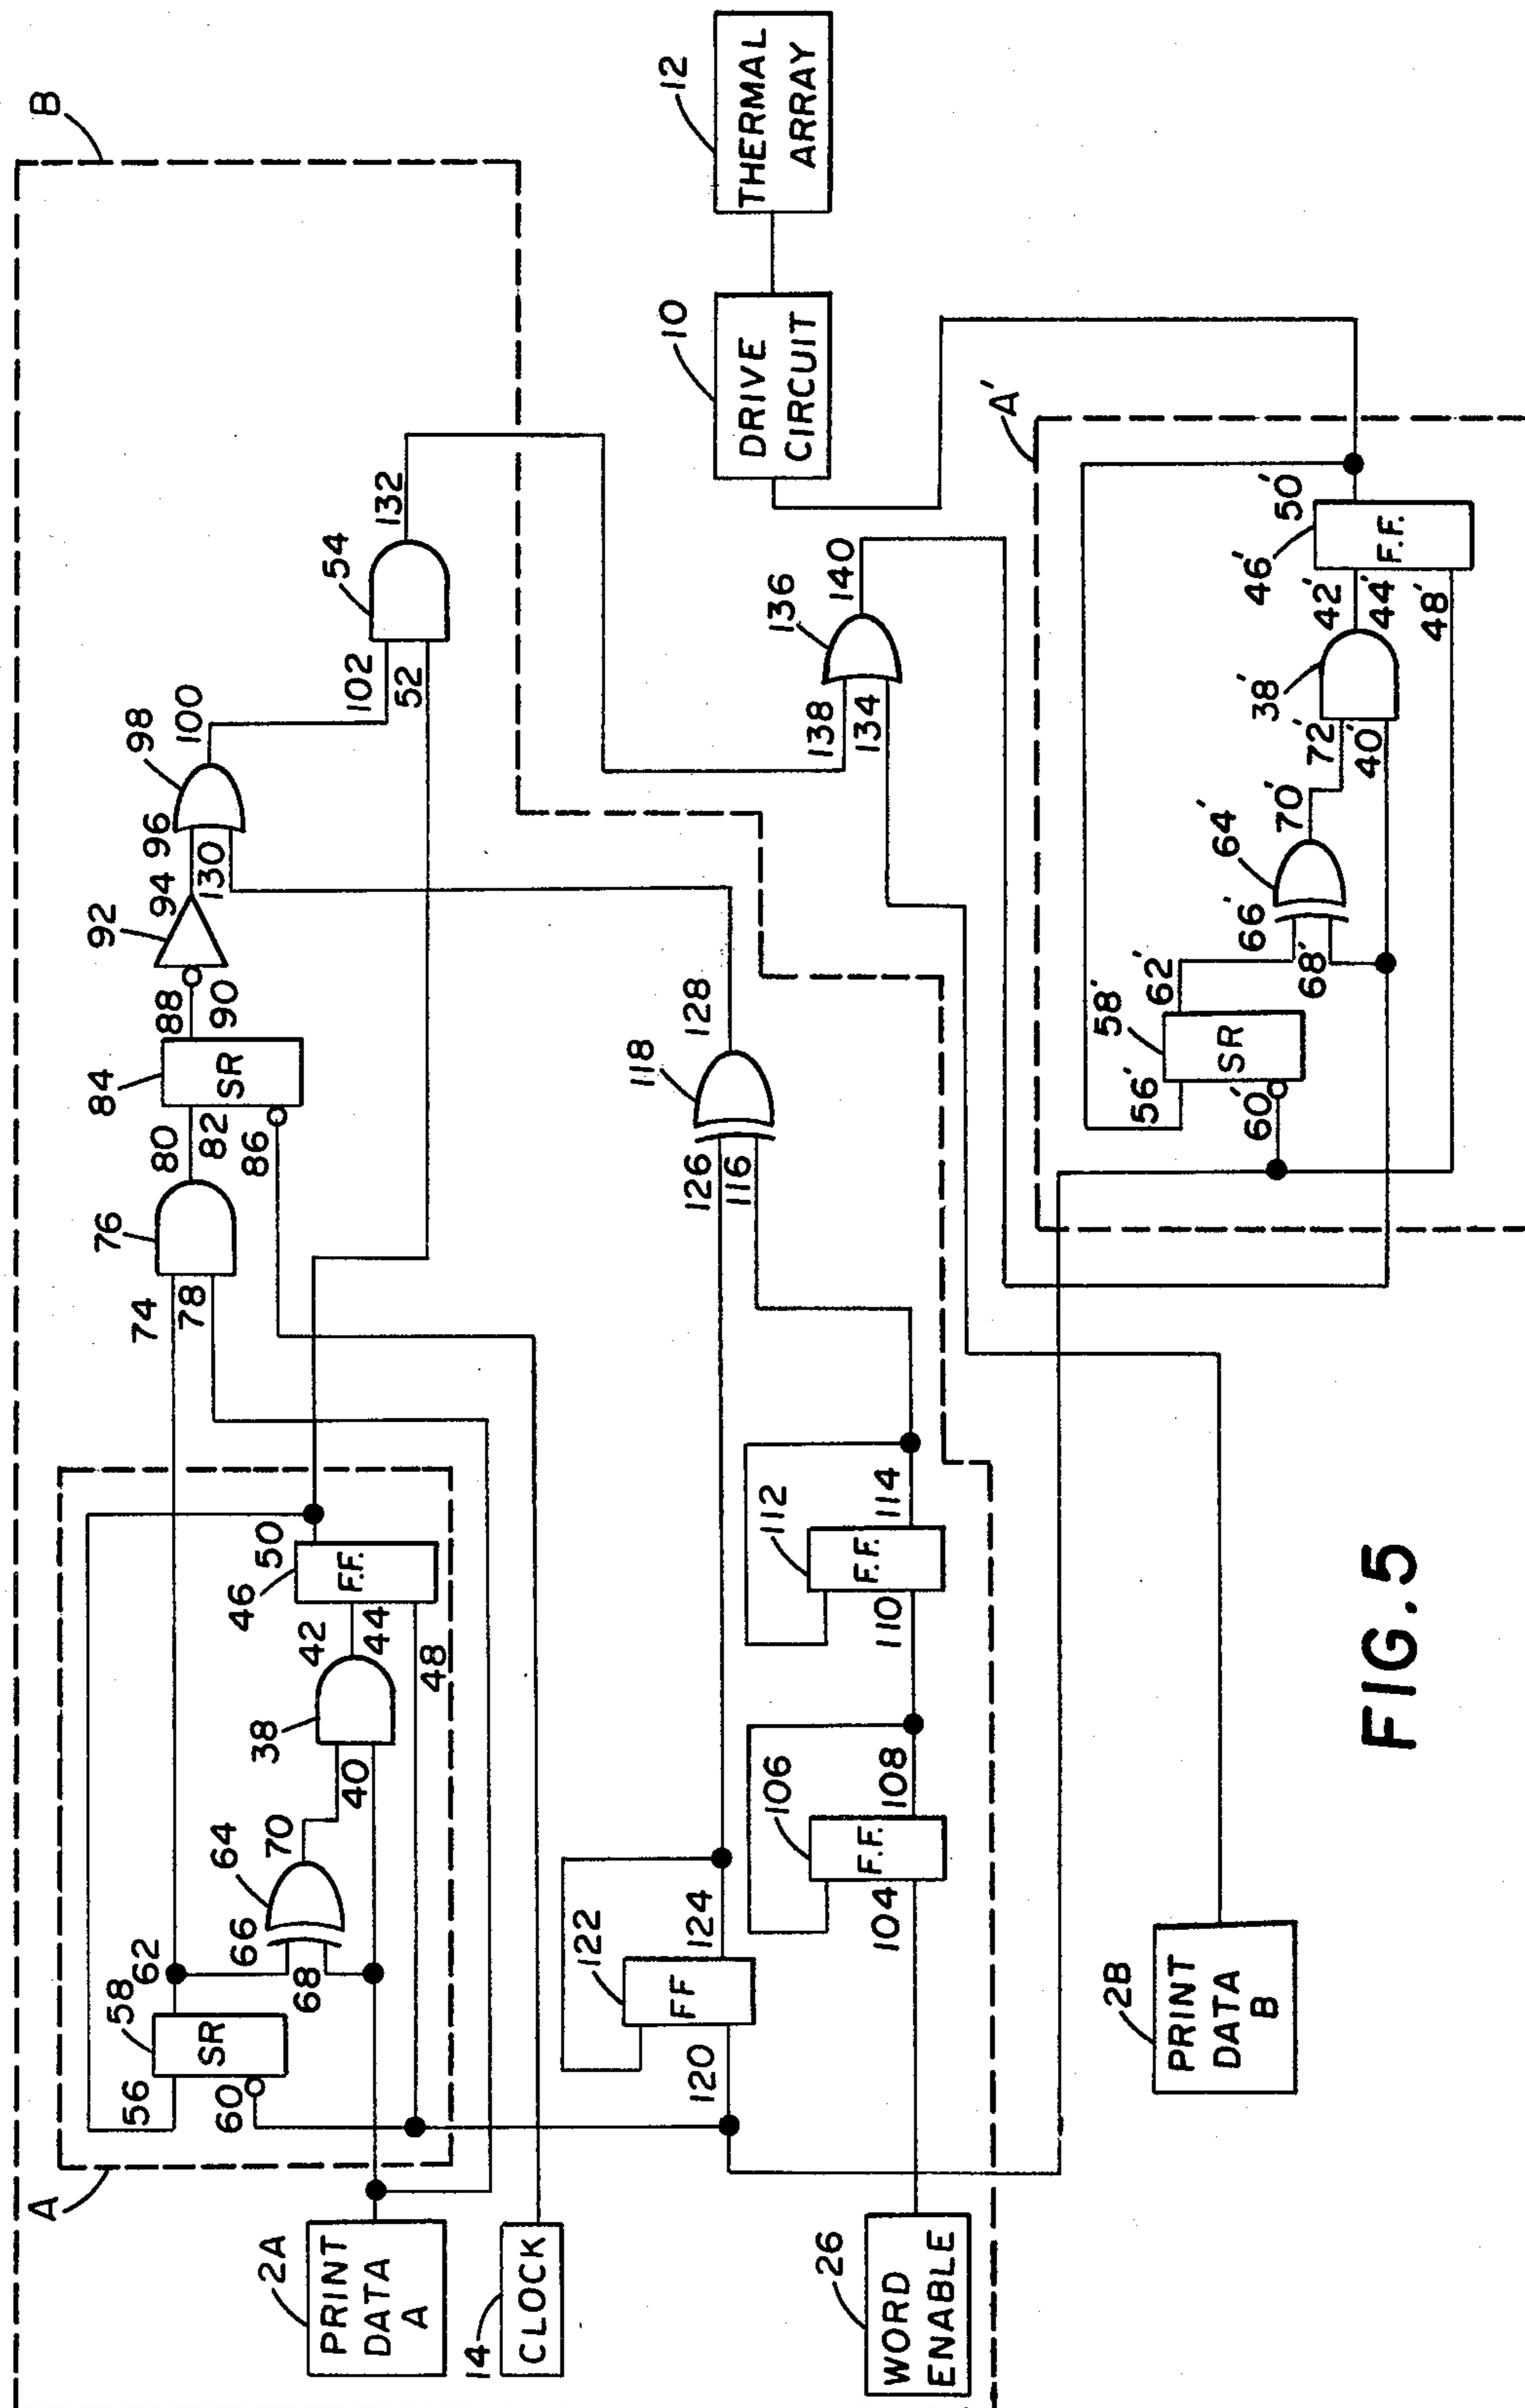 B
A
2A
PRINT
DATA
A
14
CLOCK
26
WORD
ENABLE
56
58
SR
60
62
66
68
64
70
38
40
42
44
46
F.F.
48
50
74
78
76
80
82
84
SR
86
88
90
92
94
96
98
130
100
102
52
54
132
120
122
FF
124
126
116
118
128
104
106
F.F.
108
110
112
F.F.
114
138
134
136
140
10
DRIVE
CIRCUIT
12
THERMAL
ARRAY
2B
PRINT
DATA
B
A'
56'
58'
SR
60'
62'
66'
68'
64'
70'
72'
40'
38'
42'
44'
46'
F.F.
48'
50'
FIG. 5